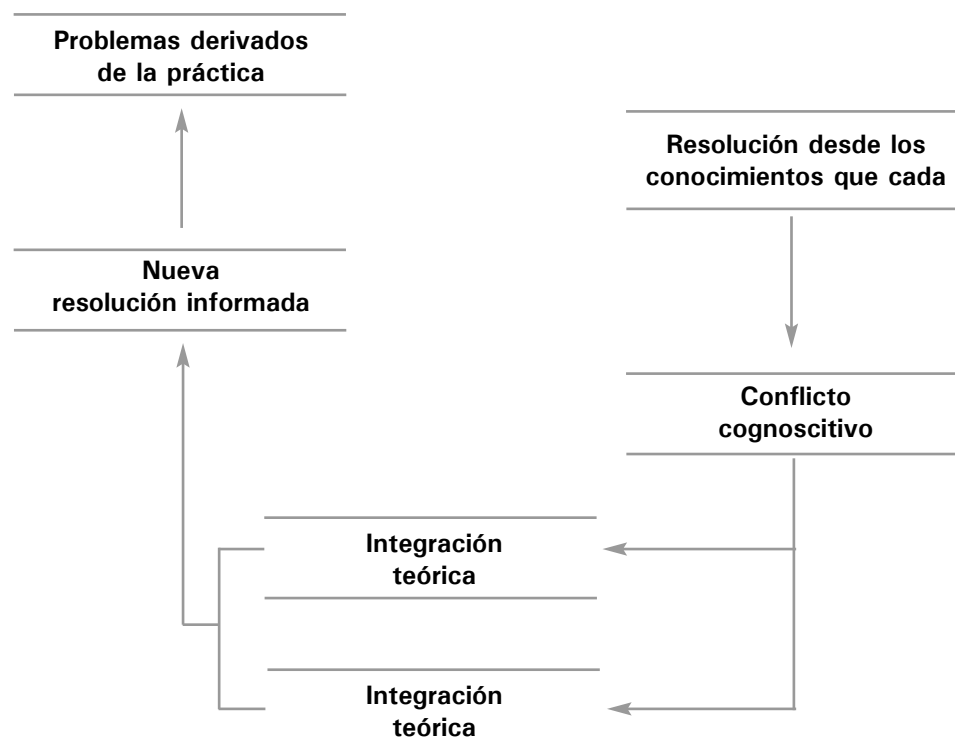 Problemas derivados
de la práctica
Resolución desde los
conocimientos que cada
Nueva
resolución informada
Conflicto
cognoscitivo
Integración
teórica
Integración
teórica